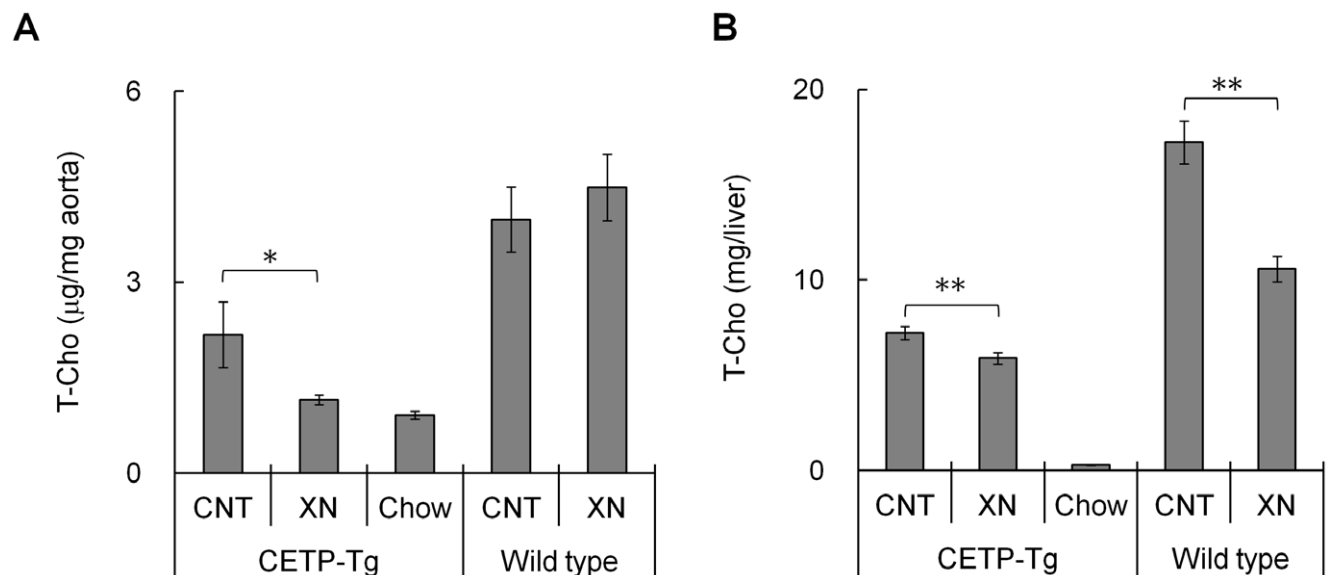 A
T-Cho (μg/mg aorta)
6
3
0
*
CNT XN Chow CNT XN
CETP-Tg Wild type
B
T-Cho (mg/liver)
20
10
0
**
**
CNT XN Chow CNT XN
CETP-Tg Wild type